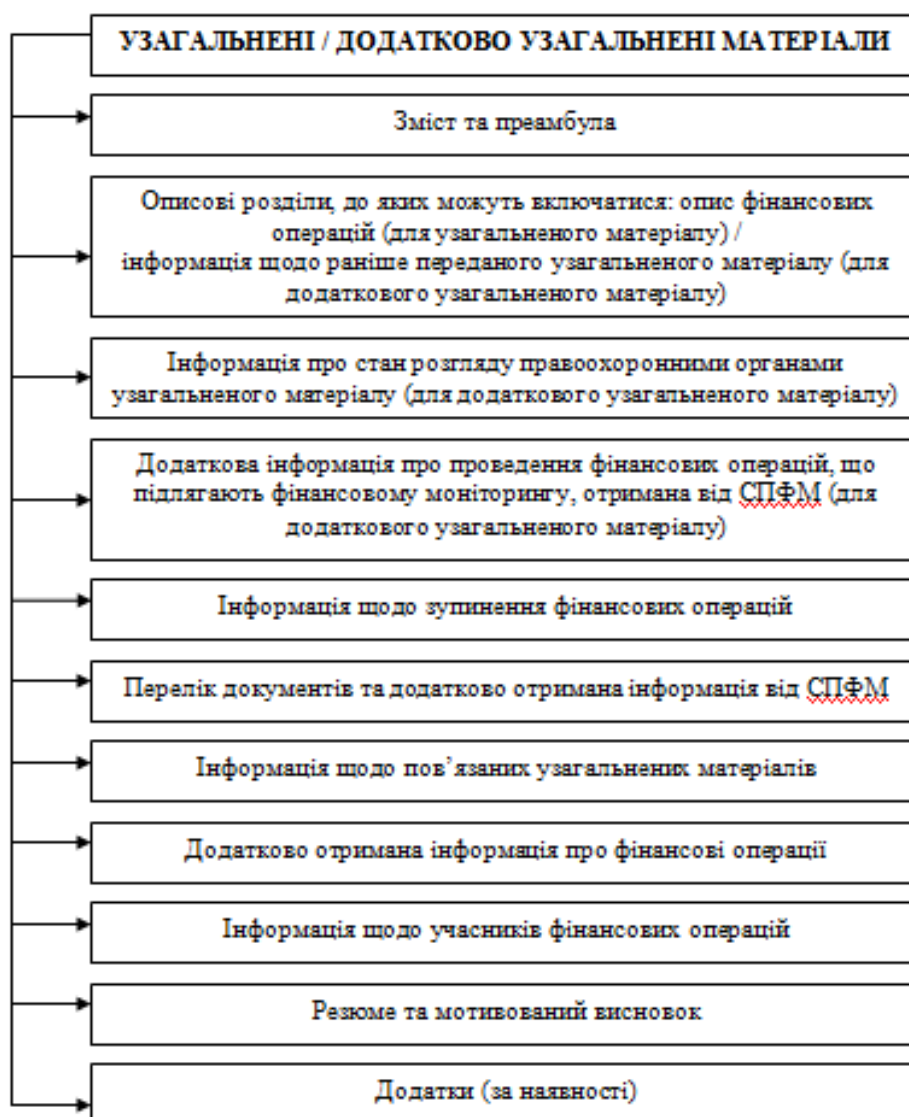 УЗАГАЛЬНЕНІ / ДОДАТКОВО УЗАГАЛЬНЕНІ МАТЕРІАЛИ
Зміст та преамбула
Описові розділи, до яких можуть включатися: опис фінансових
операцій (для узагальненого матеріалу) /
інформація щодо раніше переданого узагальненого матеріалу (для
додаткового узагальненого матеріалу)
Інформація про стан розгляду правоохоронними органами
узагальненого матеріалу (для додаткового узагальненого матеріалу)
Додаткова інформація про проведення фінансових операцій, що
підлягають фінансовому моніторингу, отримана від СПФМ (для
додаткового узагальненого матеріалу)
Інформація щодо зупинення фінансових операцій
Перелік документів та додатково отримана інформація від СПФМ
Інформація щодо пов’язаних узагальнених матеріалів
Додатково отримана інформація про фінансові операції
Інформація щодо учасників фінансових операцій
Резюме та мотивований висновок
Додатки (за наявності)